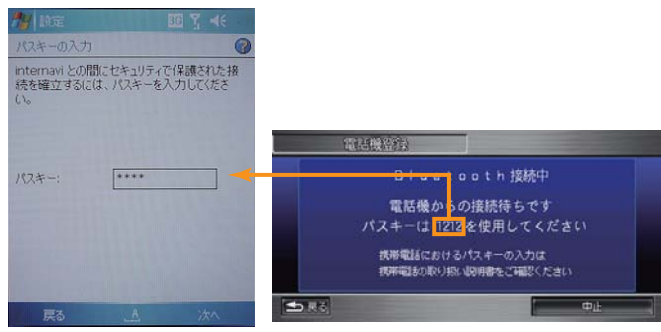 設定
3G
パスキーの入力
?
internavi との間にセキュリティで保護された接
続を確立するには、パスキーを入力してくださ
い。
パスキー:
****
戻る
A
次へ
電話機登録
Bluetooth 接続中
電話機からの接続待ちです
パスキーは 1212 を使用してください
携帯電話におけるパスキーの入力は
携帯電話の取り扱い説明書をご確認ください
戻る
中止